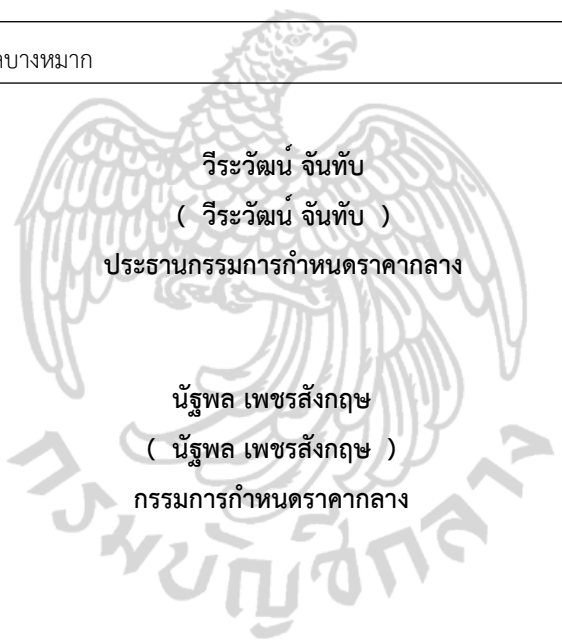 บางหมาก
วีระวัฒน์ จันทับ
( วีระวัฒน์ จันทับ )
ประธานกรรมการกำหนดราคากลาง
นัฐพล เพชรสังกฤษ
( นัฐพล เพชรสังกฤษ )
กรรมการกำหนดราคากลาง
กรมบัญชีกลาง